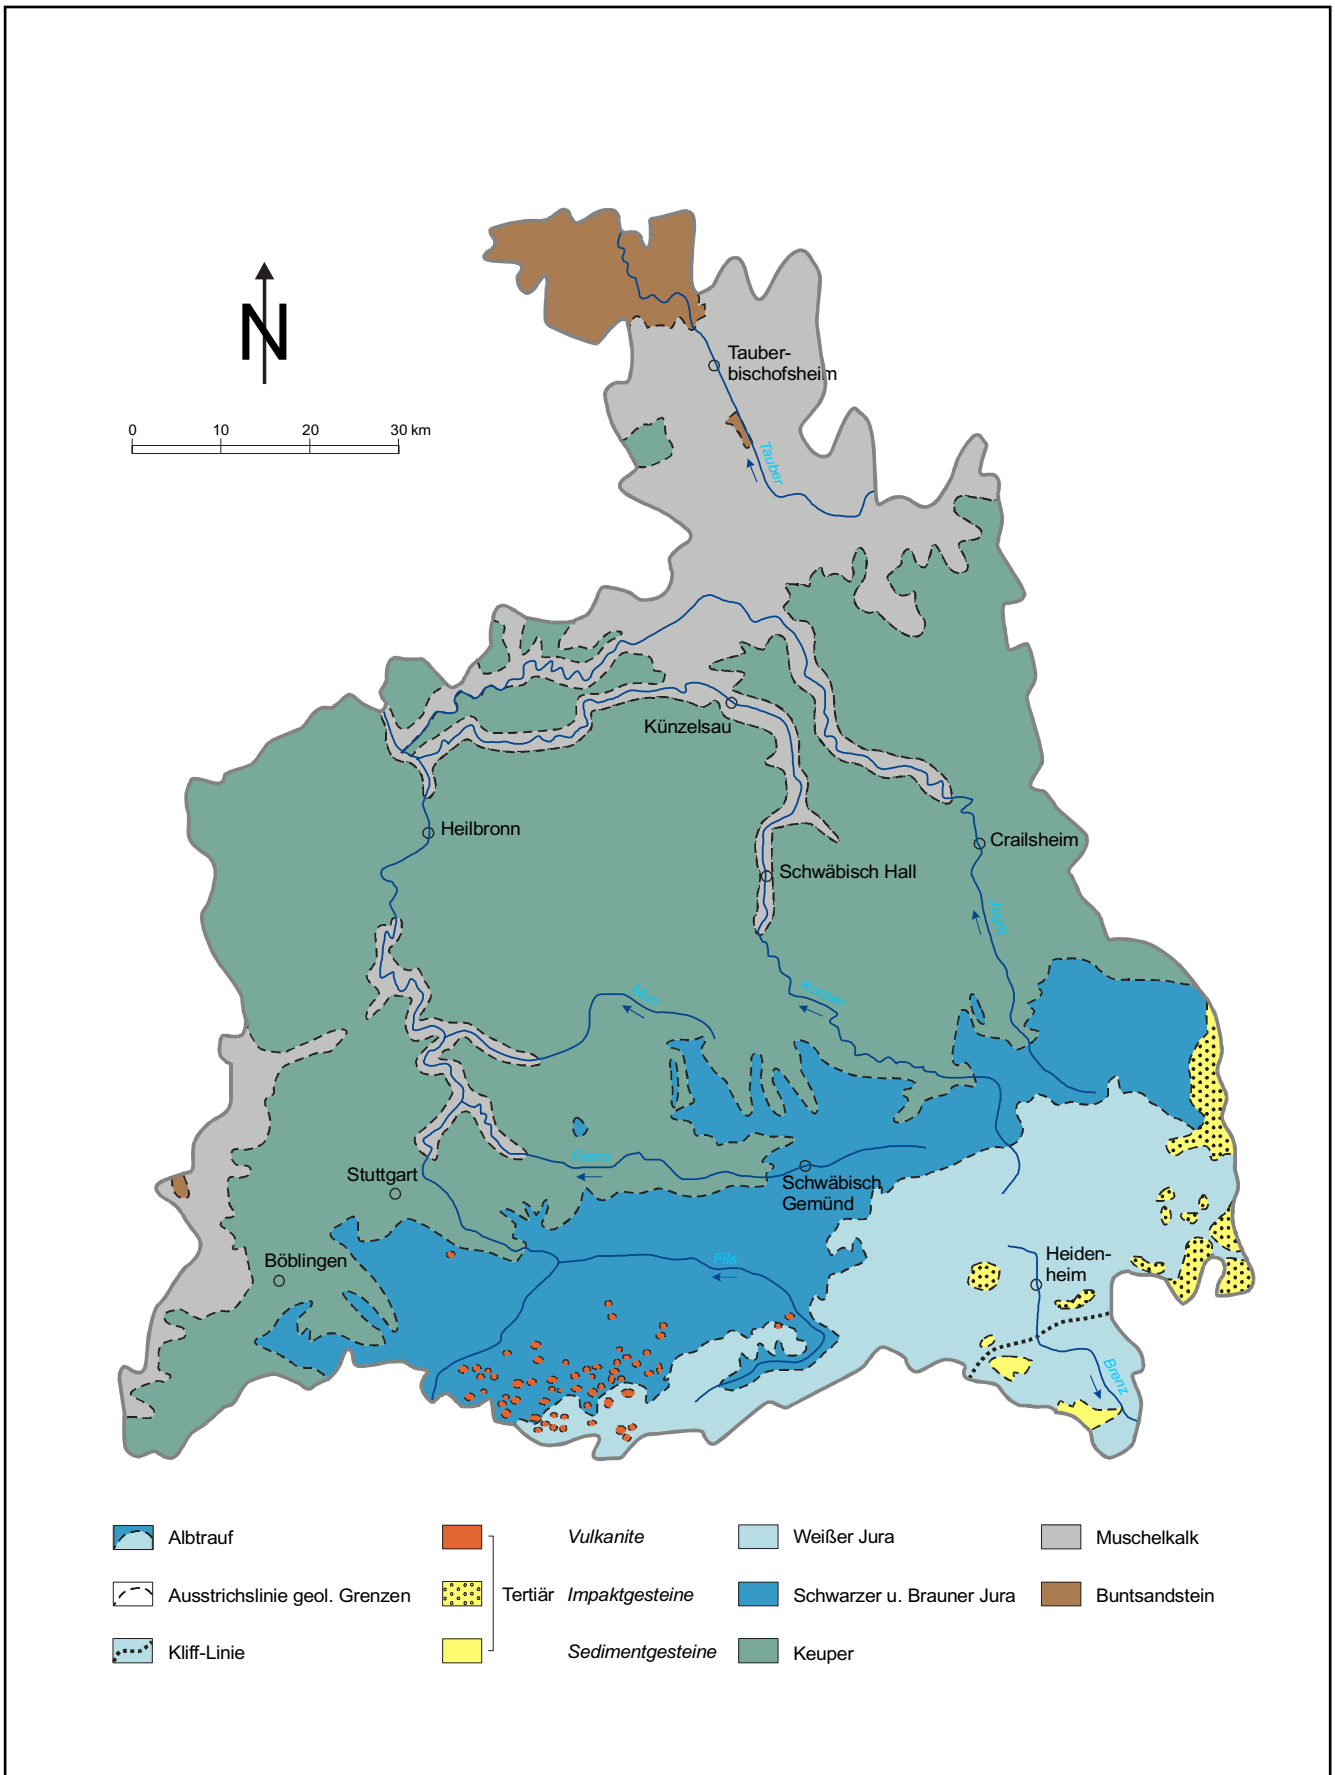 N
0 10 20 30 km
Tauber-
bischofsheim
Tauber
Künzelsau
Heilbronn
Crailsheim
Schwäbisch Hall
Jagst
Murr
Kocher
Rems
Stuttgart
Schwäbisch
Gemünd
Böblingen
Fils
Heiden-
heim
Brenz
Albtrauf
Ausstrichslinie geol. Grenzen
Kliff-Linie
Tertiär
Vulkanite
Impaktgesteine
Sedimentgesteine
Weißer Jura
Schwarzer u. Brauner Jura
Keuper
Muschelkalk
Buntsandstein